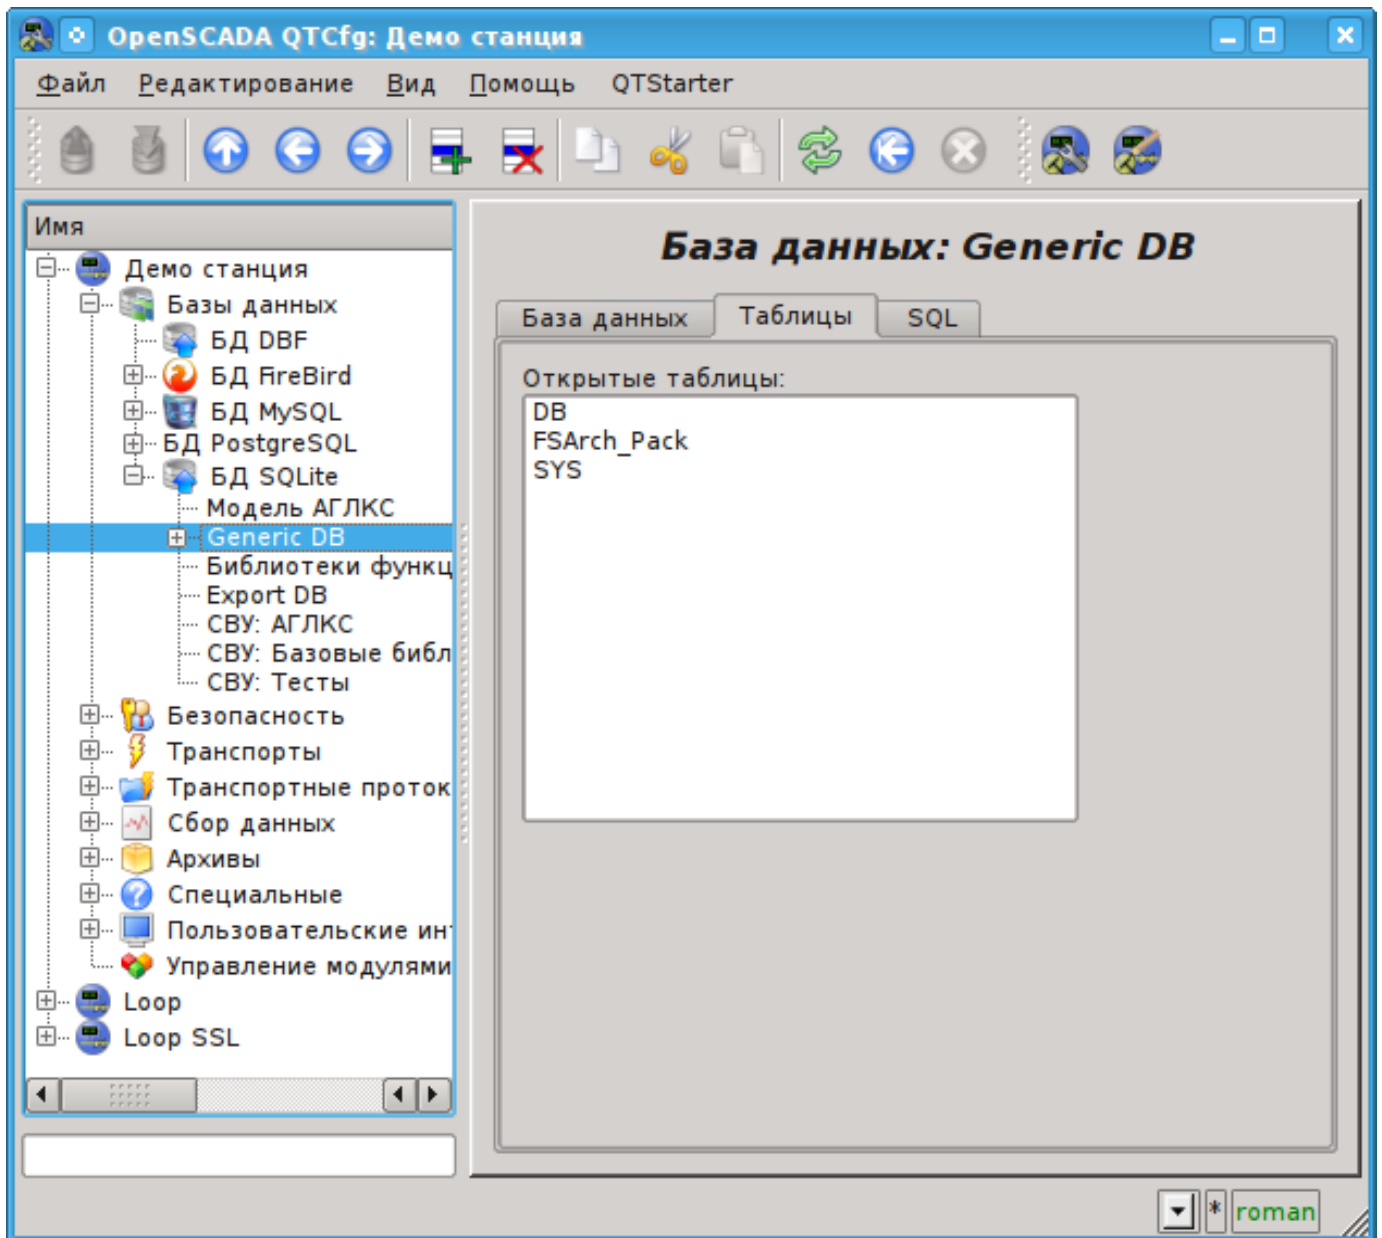 OpenSCADA QTCfg: Демо станция
Файл Редактирование Вид Помощь QTStarter
Имя
Демо станция
Базы данных
БД DBF
БД FireBird
БД MySQL
БД PostgreSQL
БД SQLite
Модель АГЛКС
Generic DB
Библиотеки функц
Export DB
СВУ: АГЛКС
СВУ: Базовые библ
СВУ: Тесты
Безопасность
Транспорты
Транспортные проток
Сбор данных
Архивы
Специальные
Пользовательские ин
Управление модулями
Loop
Loop SSL
База данных: Generic DB
База данных Таблицы SQL
Открытые таблицы:
DB
FSArch_Pack
SYS
* roman